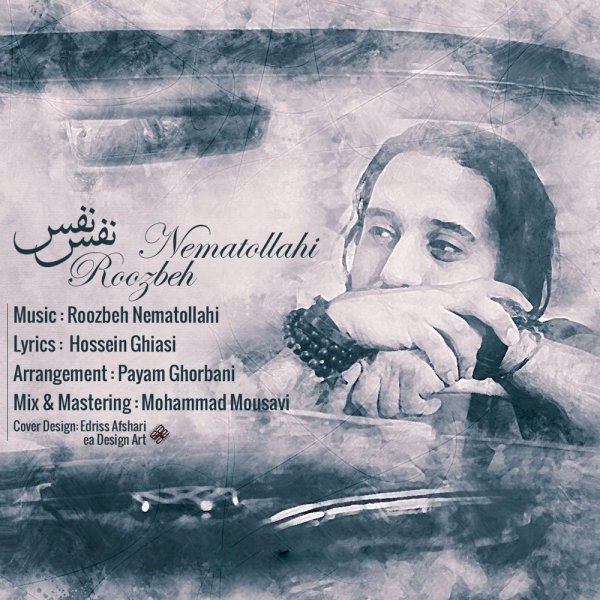 نفس نفس
Nematollahi
Roozbeh
Music : Roozbeh Nematollahi
Lyrics : Hossein Ghiasi
Arrangement : Payam Ghorbani
Mix & Mastering : Mohammad Mousavi
Cover Design: Edriss Afshari
ea Design Art